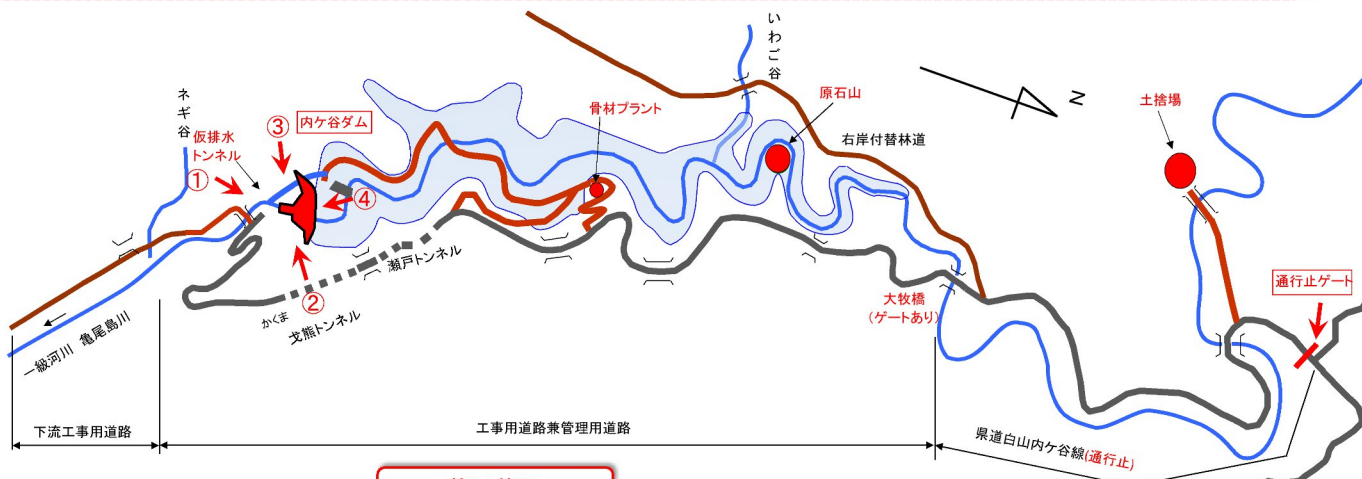 いわご谷
ネギ谷
仮排水
トンネル
①
③
内ケ谷ダム
④
②
骨材プラント
原石山
右岸付替林道
N
土捨場
瀬戸トンネル
かくま
戈熊トンネル
大牧橋
(ゲートあり)
通行止ゲート
一級河川 亀尾島川
下流工事用道路
工事用道路兼管理用道路
県道白山内ケ谷線(通行止)